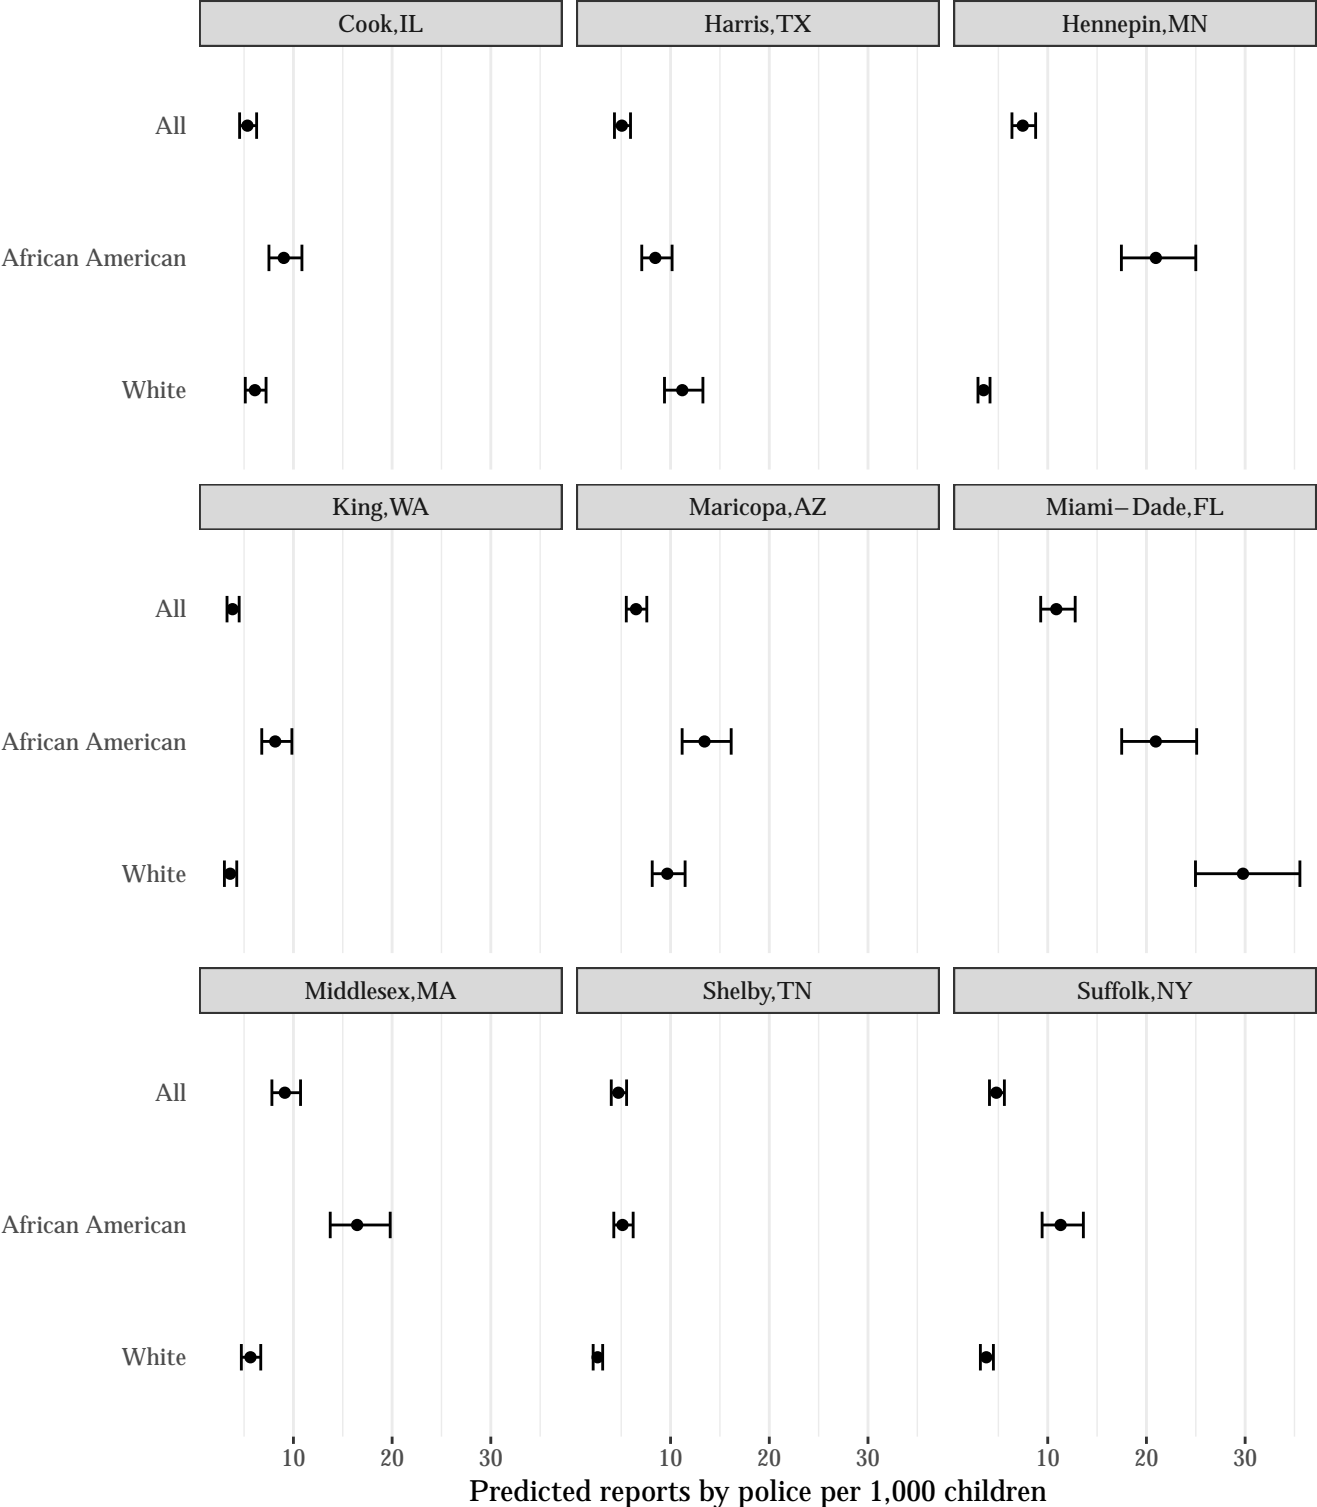 Cook,IL
Harris,TX
Hennepin,MN
All
African American
White
King,WA
Maricopa,AZ
Miami−Dade,FL
All
African American
White
Middlesex,MA
Shelby,TN
Suffolk,NY
All
African American
White
10 20 30
10 20 30
10 20 30
Predicted reports by police per 1,000 children